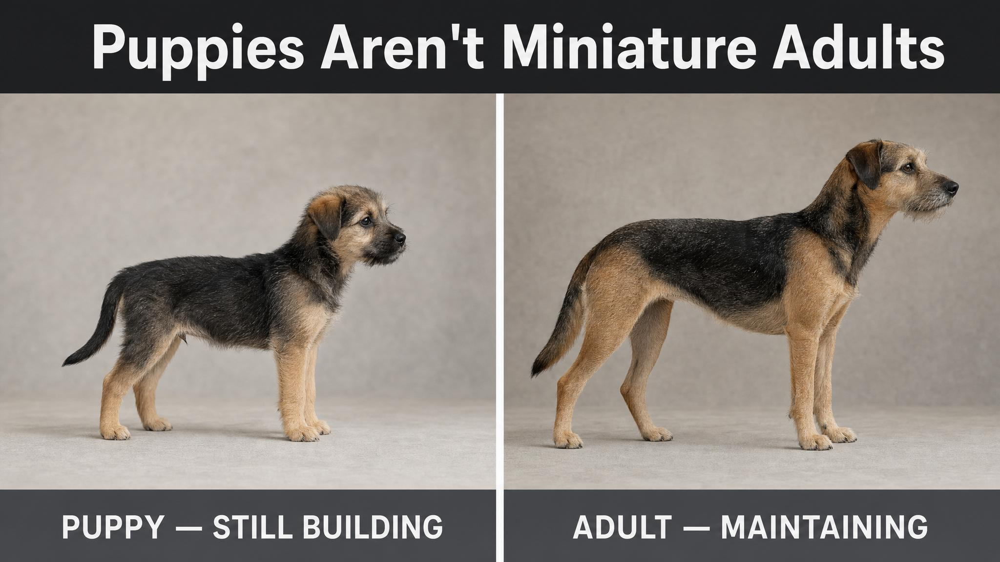 Puppies Aren't Miniature Adults
PUPPY — STILL BUILDING
ADULT — MAINTAINING